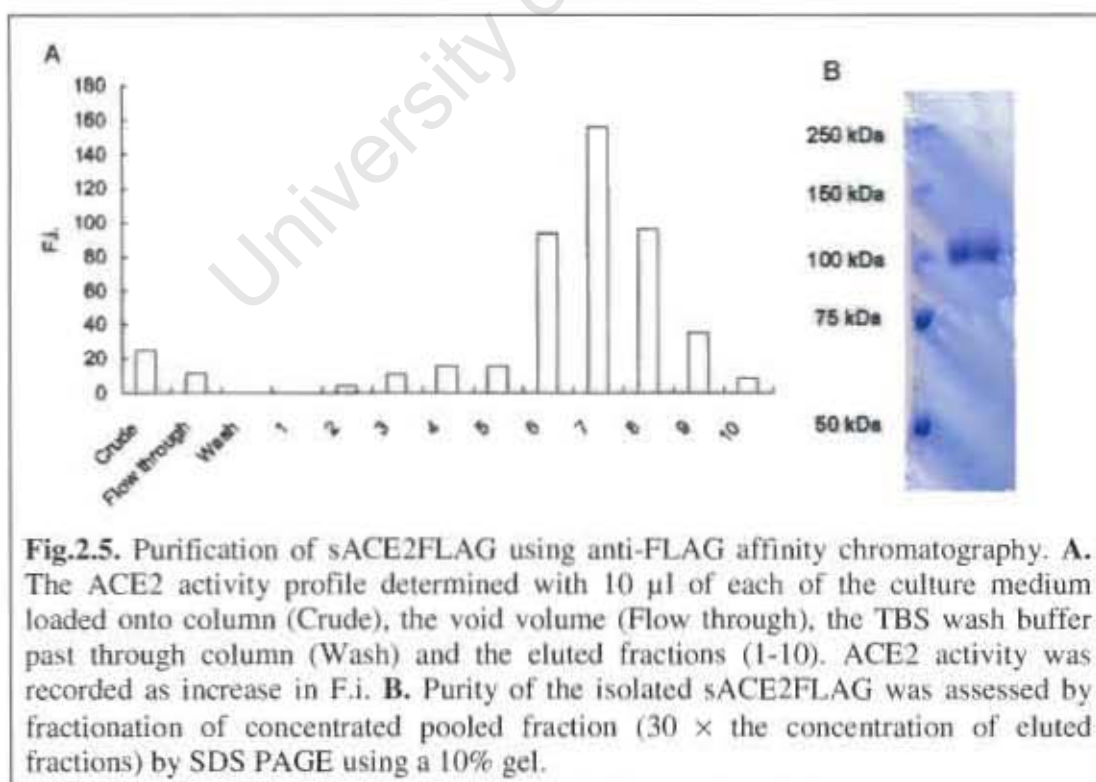 University o
A
180
160
140
120
100
80
60
40
20
0
F.i.
Crude
Flow through
Wash
1
2
3
4
5
6
7
8
9
10
B
250 kDa
150 kDa
100 kDa
75 kDa
50 kDa
Fig.2.5. Purification of sACE2FLAG using anti-FLAG affinity chromatography. A.
The ACE2 activity profile determined with 10 µl of each of the culture medium
loaded onto column (Crude), the void volume (Flow through), the TBS wash buffer
past through column (Wash) and the eluted fractions (1-10). ACE2 activity was
recorded as increase in F.i. B. Purity of the isolated sACE2FLAG was assessed by
fractionation of concentrated pooled fraction (30 × the concentration of eluted
fractions) by SDS PAGE using a 10% gel.